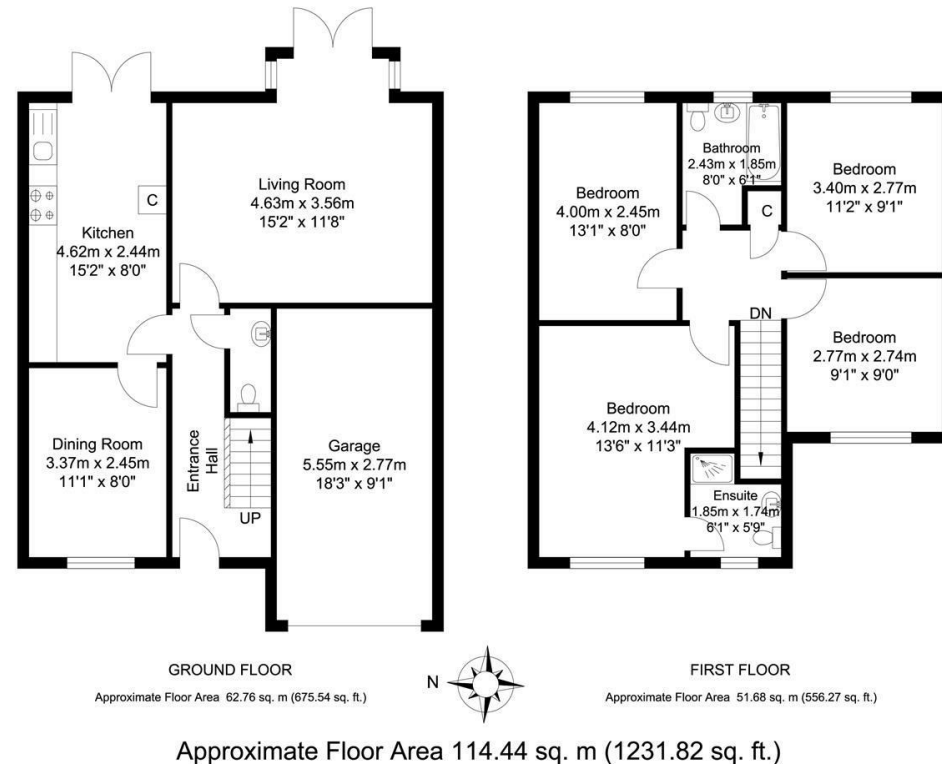 Kitchen
4.62m x 2.44m
15'2" x 8'0"
C
Living Room
4.63m x 3.56m
15'2" x 11'8"
Dining Room
3.37m x 2.45m
11'1" x 8'0"
Entrance
Hall
UP
Garage
5.55m x 2.77m
18'3" x 9'1"
GROUND FLOOR
Approximate Floor Area 62.76 sq. m (675.54 sq. ft.)
N
Bedroom
4.00m x 2.45m
13'1" x 8'0"
Bathroom
2.43m x 1.85m
8'0" x 6'1"
C
Bedroom
3.40m x 2.77m
11'2" x 9'1"
DN
Bedroom
2.77m x 2.74m
9'1" x 9'0"
Bedroom
4.12m x 3.44m
13'6" x 11'3"
Ensuite
1.85m x 1.74m
6'1" x 5'9"
FIRST FLOOR
Approximate Floor Area 51.68 sq. m (556.27 sq. ft.)
Approximate Floor Area 114.44 sq. m (1231.82 sq. ft.)